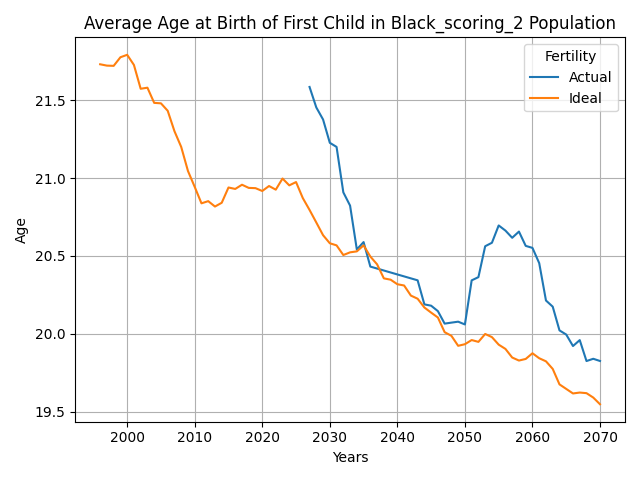 Average Age at Birth of First Child in Black_scoring_2 Population
Fertility
Actual
Ideal
Age
21.5
21.0
20.5
20.0
19.5
2000
2010
2020
2030
2040
2050
2060
2070
Years